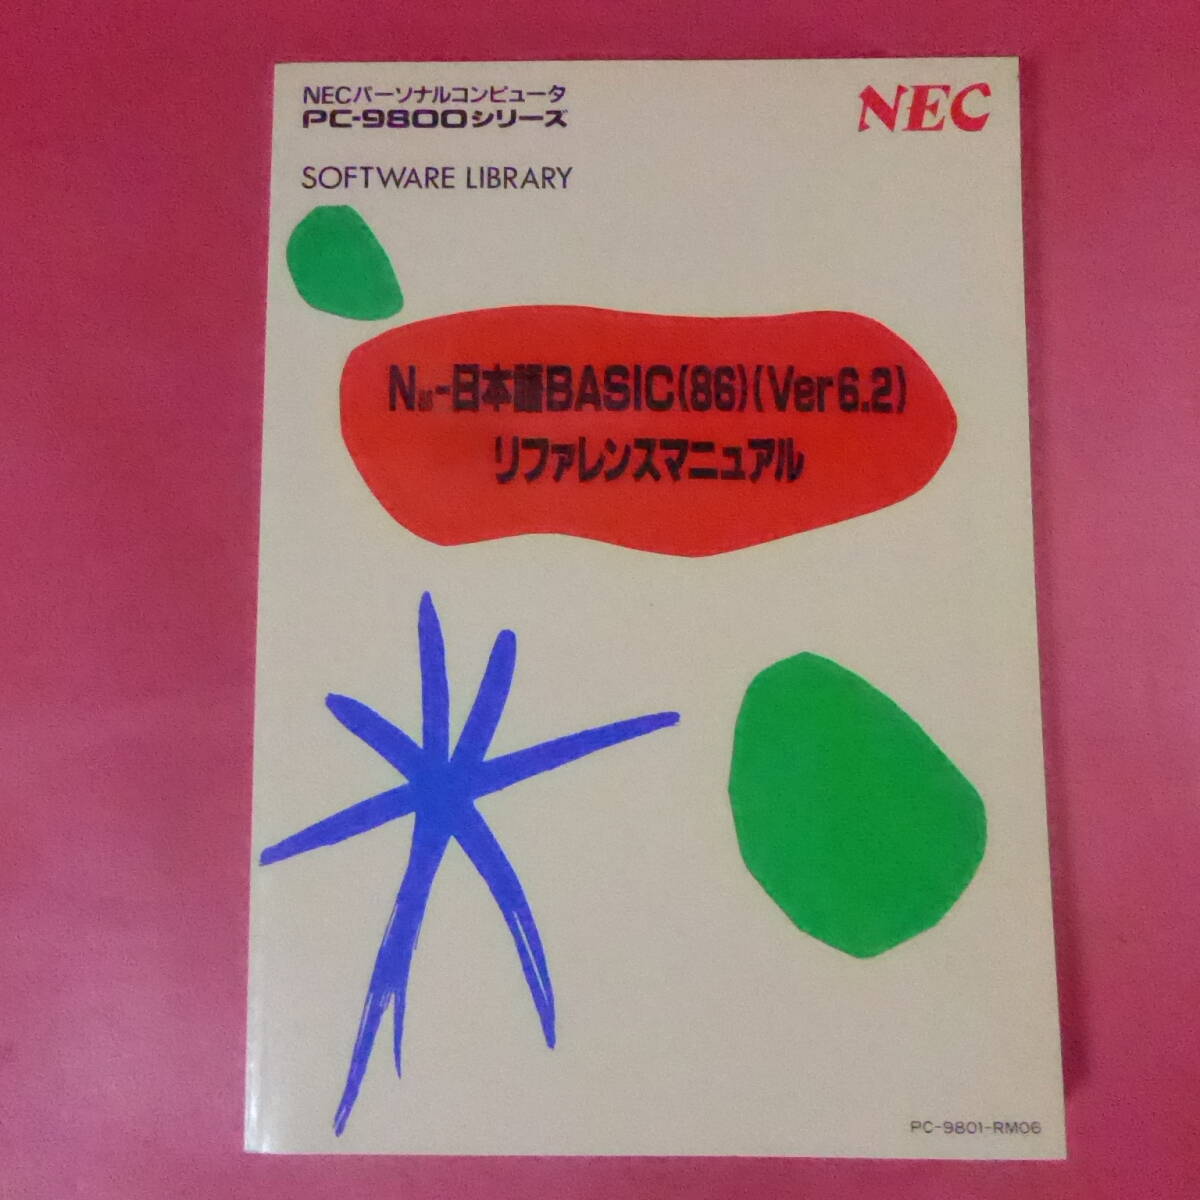 NECパーソナルコンピュータ
PC-9800シリーズ
NEC
SOFTWARE LIBRARY
N88-日本語BASIC(86)(Ver6.2)
リファレンスマニュアル
PC-9801-RM06